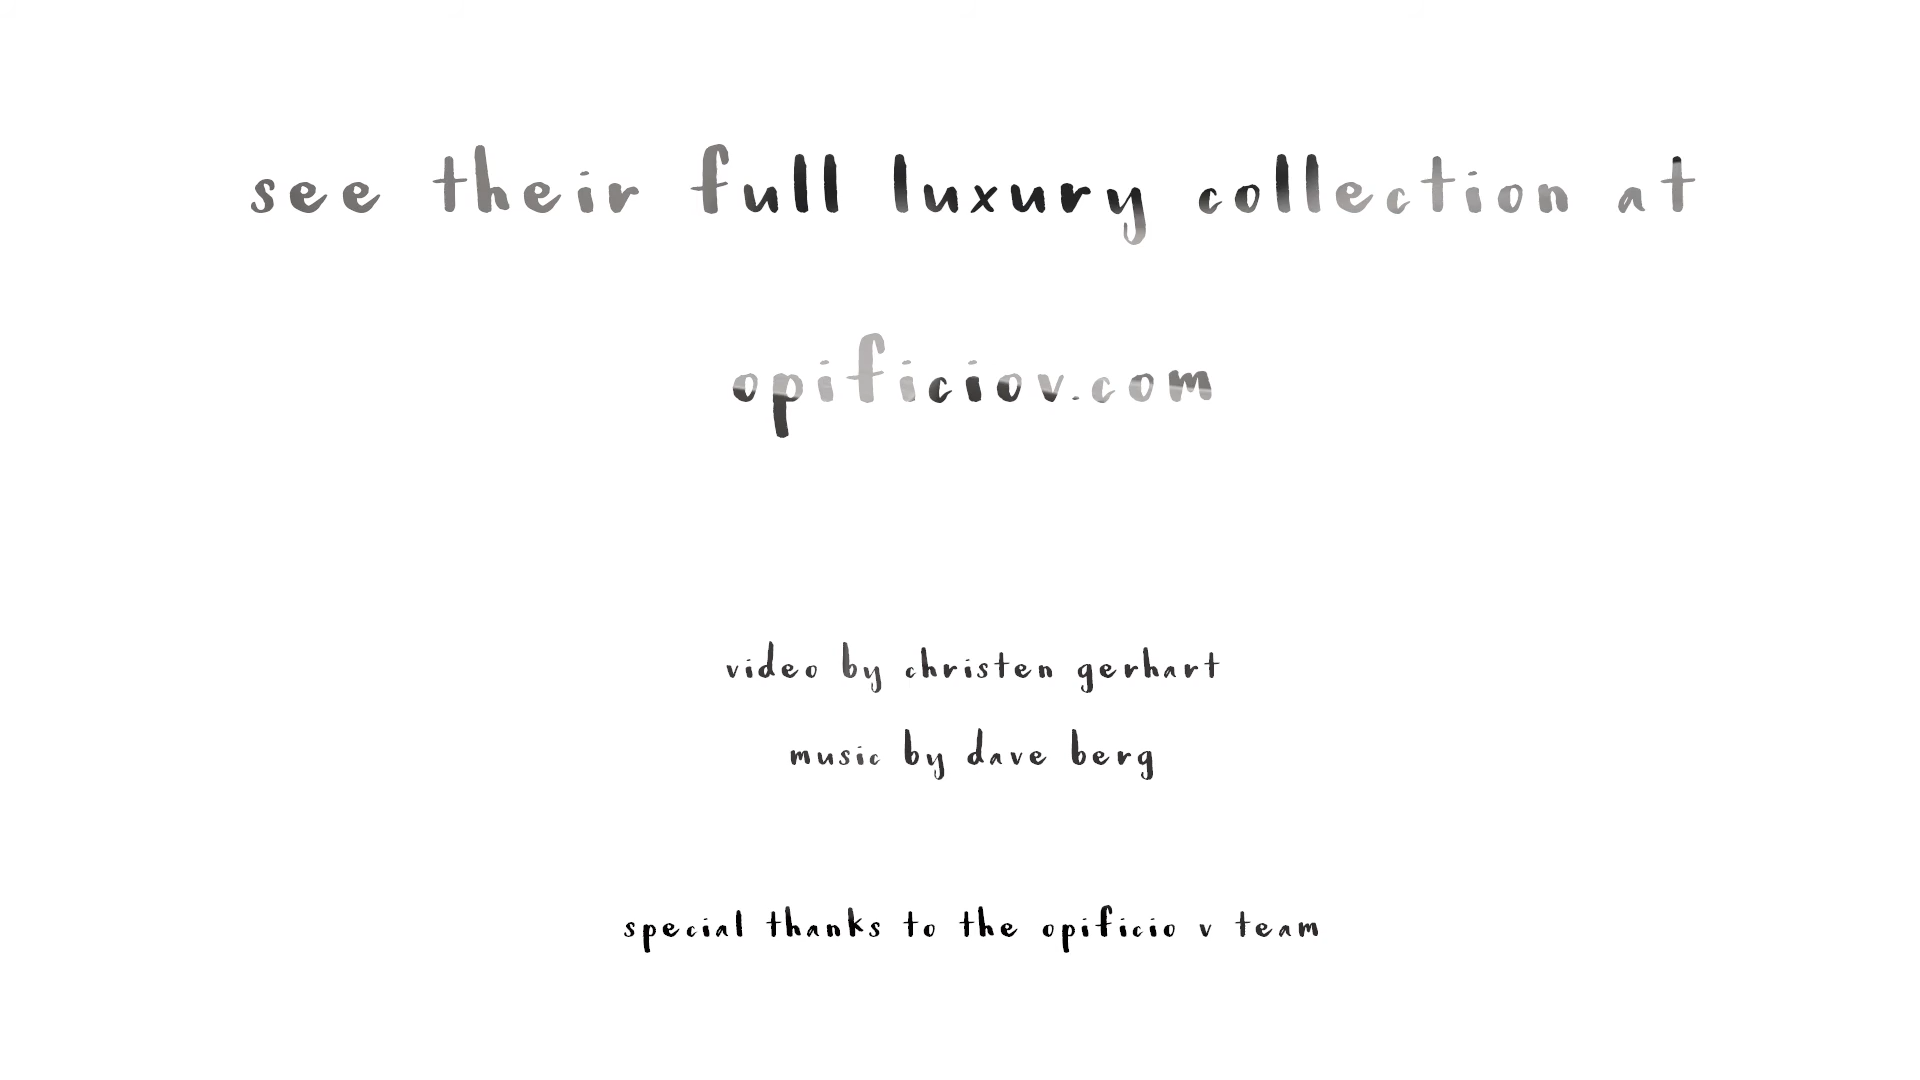 see their full luxury collection at
opificiov.com
video by christen gerhart
music by dave berg
special thanks to the opificio v team